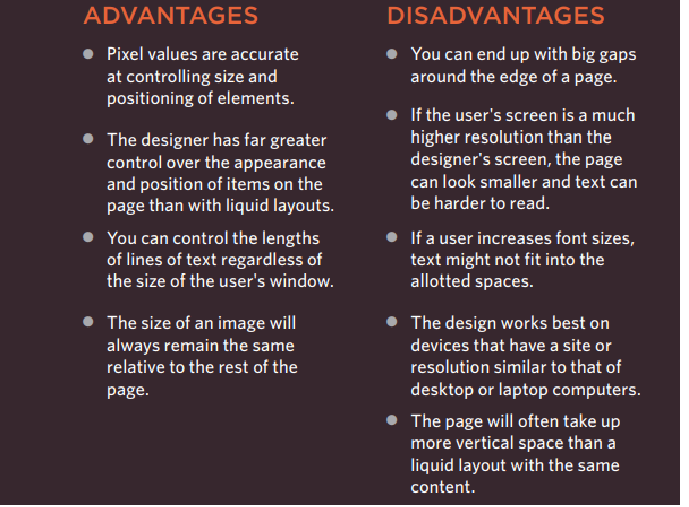 ADVANTAGES
Pixel values are accurate
at controlling size and
positioning of elements.
The designer has far greater
control over the appearance
and position of items on the
page than with liquid layouts.
You can control the lengths
of lines of text regardless of
the size of the user's window.
The size of an image will
always remain the same
relative to the rest of the
page.
DISADVANTAGES
You can end up with big gaps
around the edge of a page.
If the user's screen is a much
higher resolution than the
designer's screen, the page
can look smaller and text can
be harder to read.
If a user increases font sizes,
text might not fit into the
allotted spaces.
The design works best on
devices that have a site or
resolution similar to that of
desktop or laptop computers.
The page will often take up
more vertical space than a
liquid layout with the same
content.